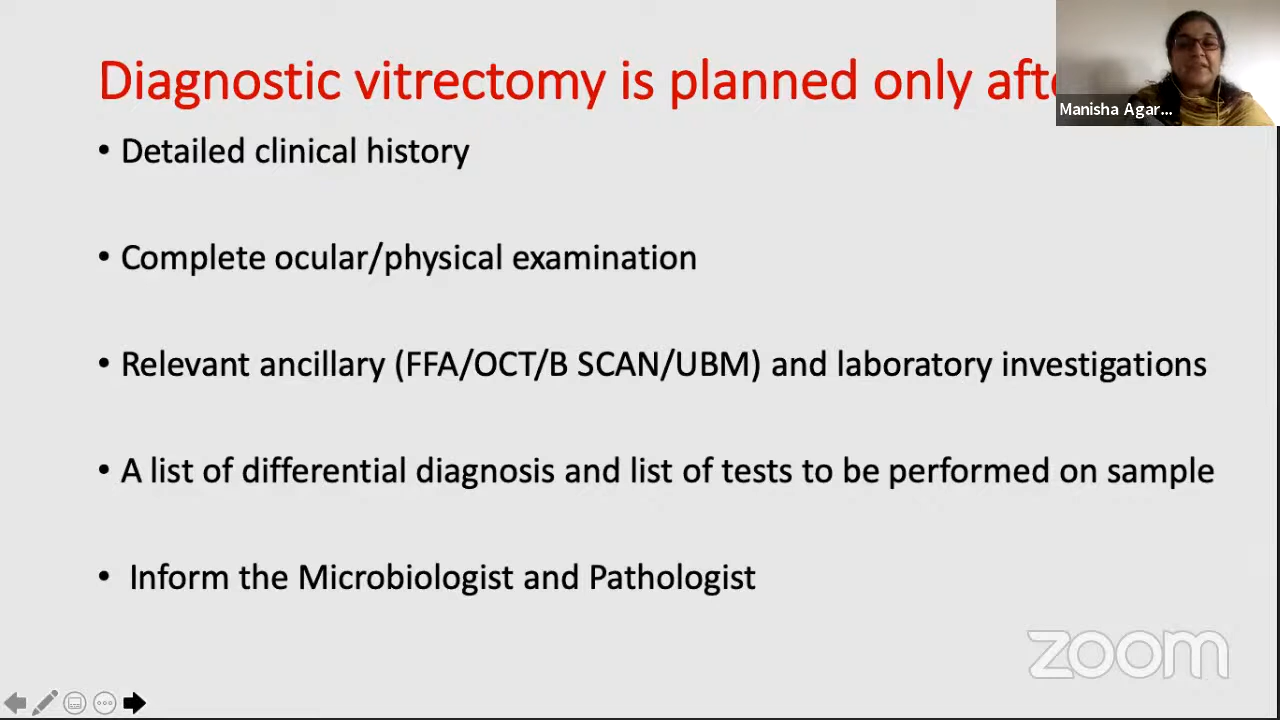 Diagnostic vitrectomy is planned only
Manisha Agar...
• Detailed clinical history
• Complete ocular/physical examination
• Relevant ancillary (FFA/OCT/B SCAN/UBM) and laboratory investigations
• A list of differential diagnosis and list of tests to be performed on sample
• Inform the Microbiologist and Pathologist
zoom